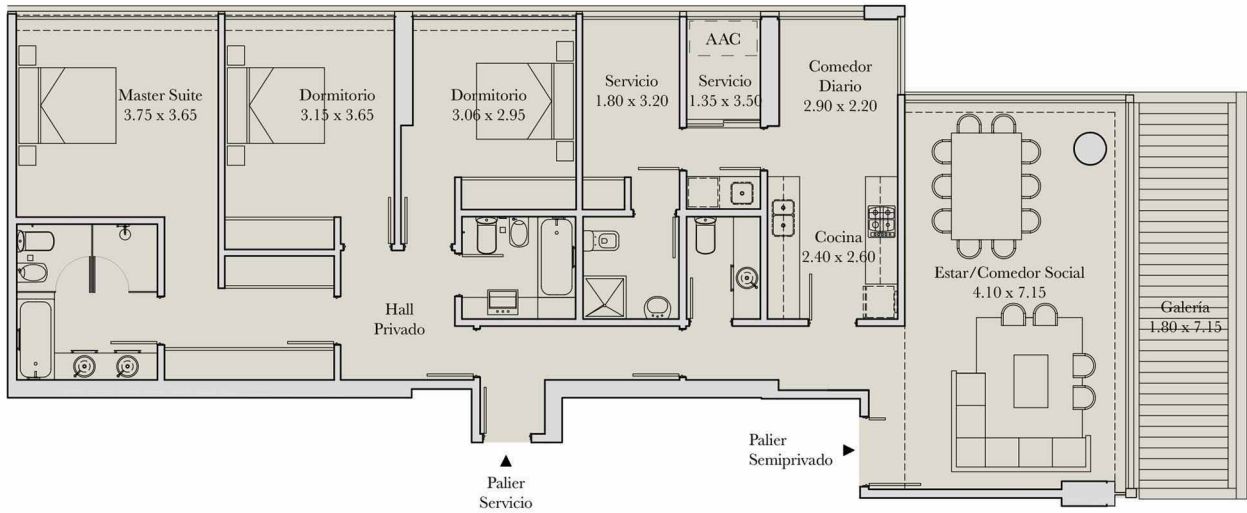 Master Suite
3.75 x 3.65
Dormitorio
3.15 x 3.65
Dormitorio
3.06 x 2.95
Servicio
1.80 x 3.20
AAC
Servicio
1.35 x 3.50
Comedor
Diario
2.90 x 2.20
Cocina
2.40 x 2.60
Estar/Comedor Social
4.10 x 7.15
Galería
1.80 x 7.15
Hall
Privado
Palier
Semiprivado
Palier
Servicio